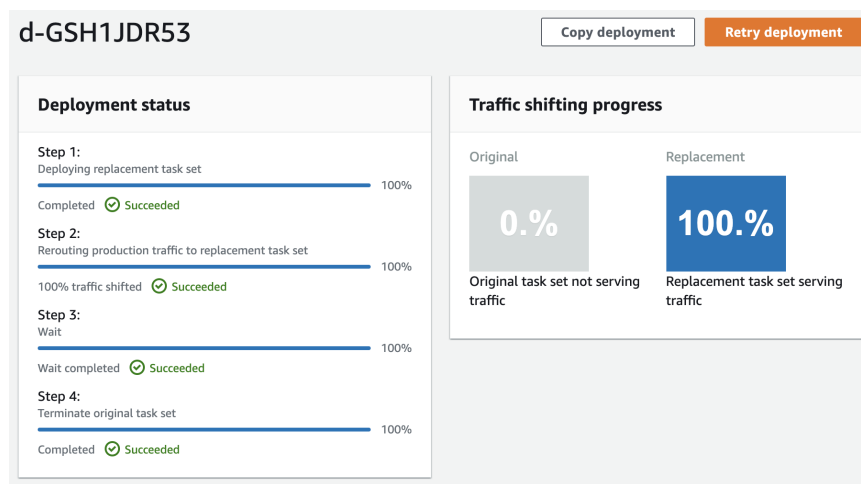 d-GSH1JDR53
Copy deployment
Retry deployment
Deployment status
Step 1:
Deploying replacement task set
100%
Completed Succeeded
Step 2:
Rerouting production traffic to replacement task set
100%
100% traffic shifted Succeeded
Step 3:
Wait
100%
Wait completed Succeeded
Step 4:
Terminate original task set
100%
Completed Succeeded
Traffic shifting progress
Original
0.%
Original task set not serving
traffic
Replacement
100.%
Replacement task set serving
traffic